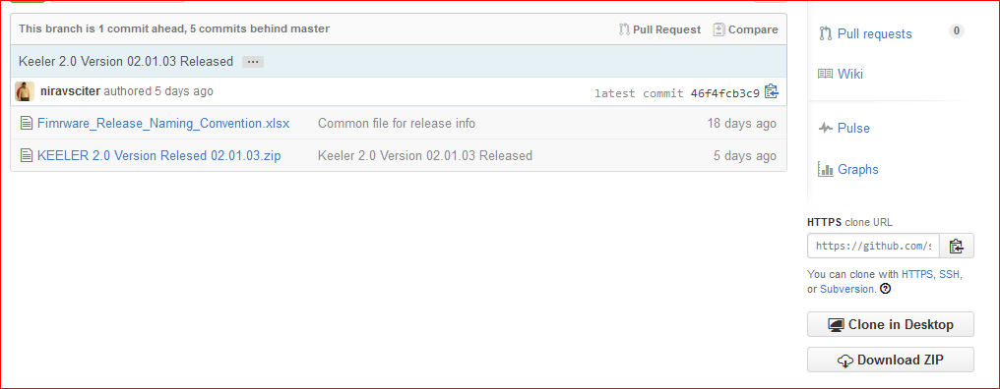 This branch is 1 commit ahead, 5 commits behind master
Pull Request
Compare
Keeler 2.0 Version 02.01.03 Released ...
niravsciter authored 5 days ago
latest commit 46f4fcb3c9
Fimrware_Release_Naming_Convention.xlsx Common file for release info 18 days ago
KEELER 2.0 Version Relesed 02.01.03.zip Keeler 2.0 Version 02.01.03 Released 5 days ago
Pull requests 0
Wiki
Pulse
Graphs
HTTPS clone URL
https://github.com/s
You can clone with HTTPS, SSH,
or Subversion. ?
Clone in Desktop
Download ZIP